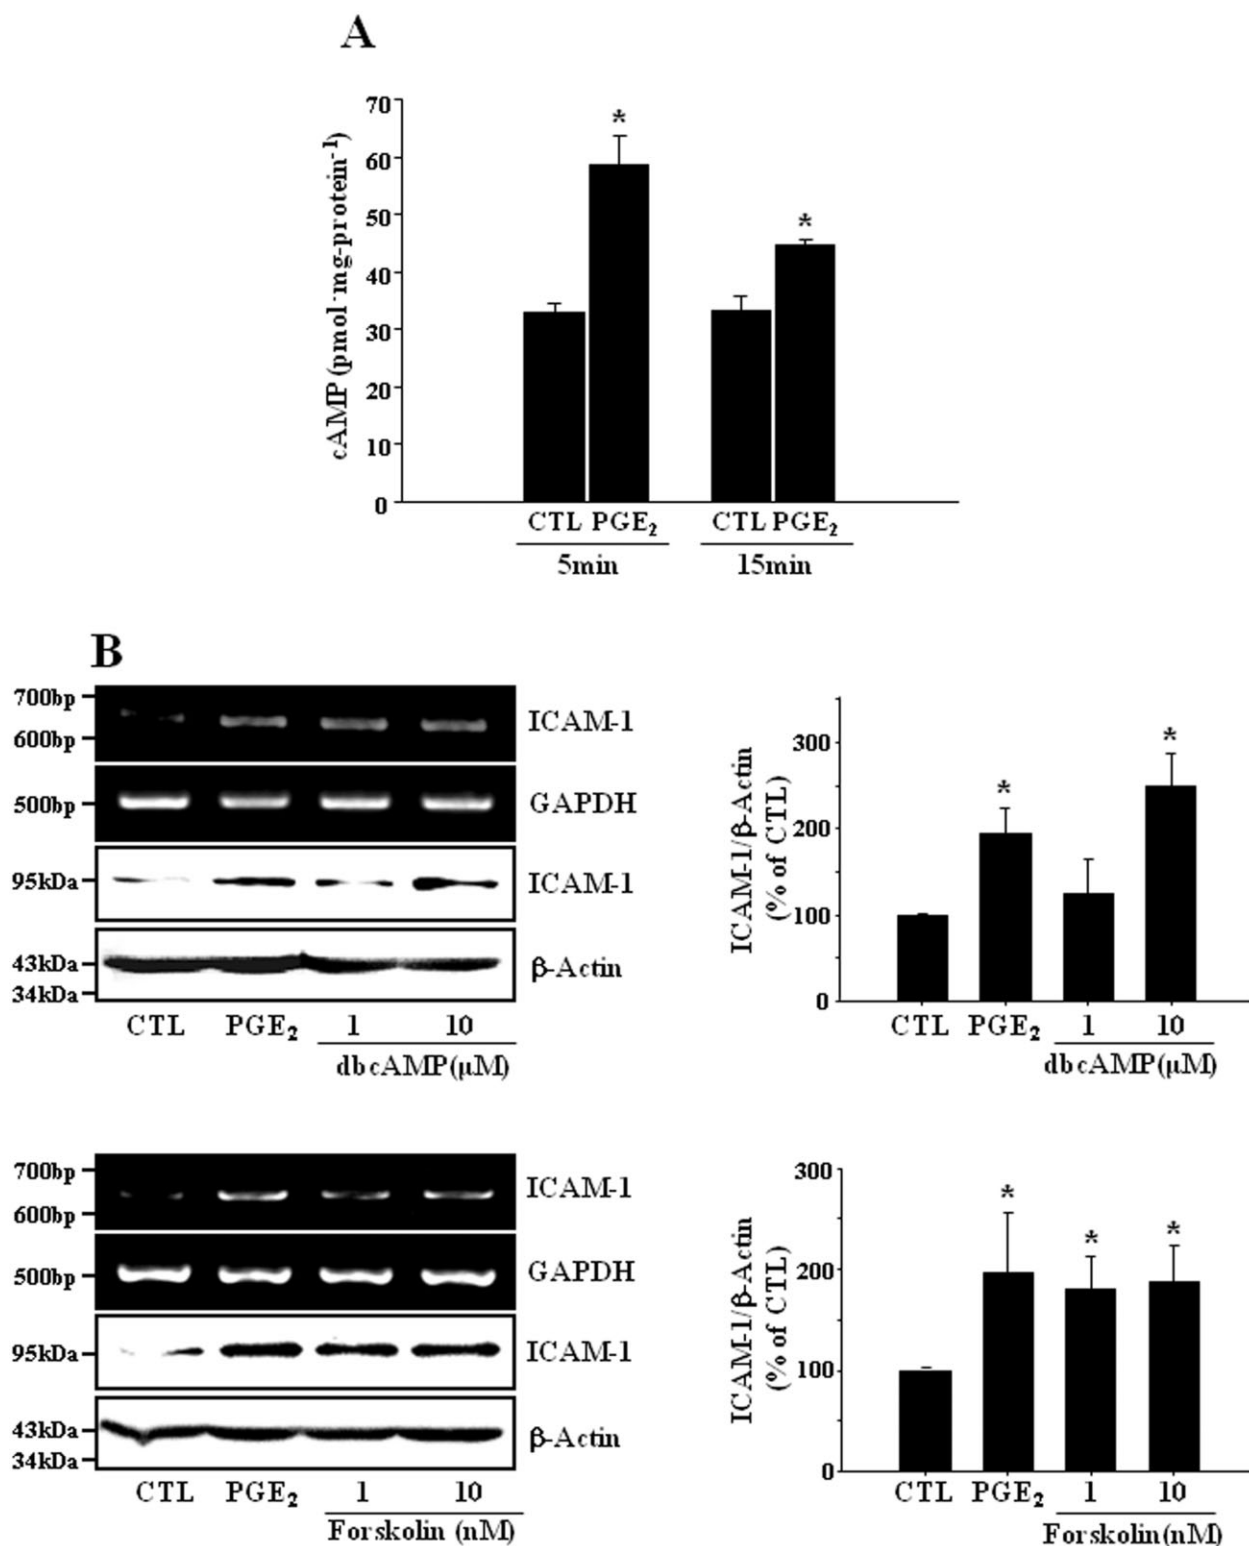 A
cAMP (pmol·mg-protein⁻¹)
70
60
50
40
30
20
10
0
*
*
CTL PGE₂ CTL PGE₂
5min 15min
B
700bp
600bp
ICAM-1
500bp
GAPDH
95kDa
ICAM-1
43kDa
34kDa
β-Actin
CTL PGE₂ 1 10
dbcAMP(μM)
ICAM-1/β-Actin
(% of CTL)
300
200
100
0
*
*
CTL PGE₂ 1 10
dbcAMP(μM)
700bp
600bp
ICAM-1
500bp
GAPDH
95kDa
ICAM-1
43kDa
34kDa
β-Actin
CTL PGE₂ 1 10
Forskolin (nM)
ICAM-1/β-Actin
(% of CTL)
300
200
100
0
*
*
*
CTL PGE₂ 1 10
Forskolin(nM)